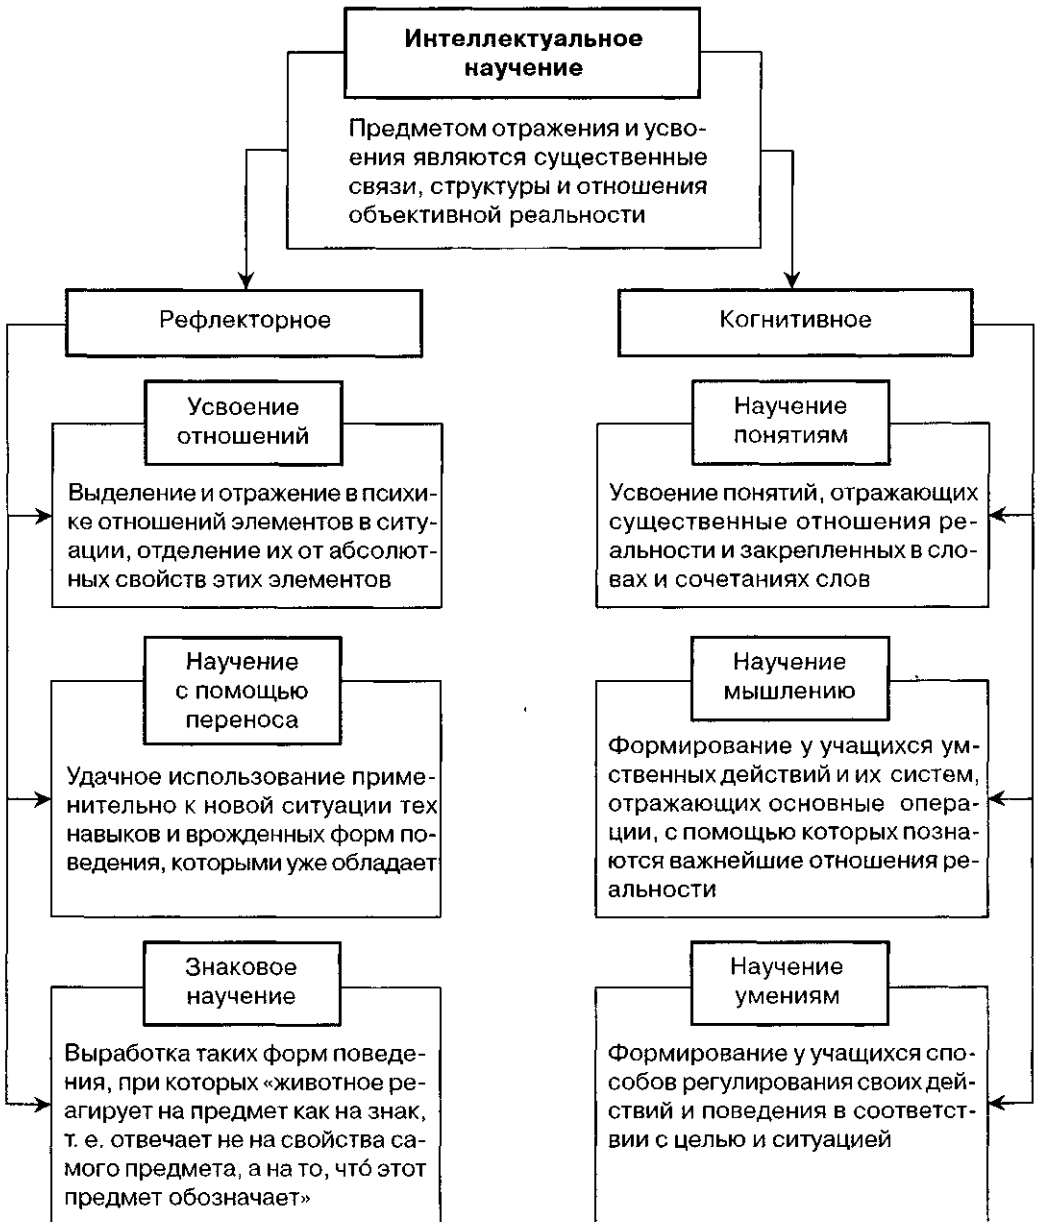 Интеллектуальное
научение
Предметом отражения и усво-
ения являются существенные
связи, структуры и отношения
объективной реальности
Рефлекторное
Усвоение
отношений
Выделение и отражение в психи-
ке отношений элементов в ситу-
ации, отделение их от абсолют-
ных свойств этих элементов
Научение
с помощью
переноса
Удачное использование приме-
нительно к новой ситуации тех
навыков и врожденных форм по-
ведения, которыми уже обладает
Знаковое
научение
Выработка таких форм поведе-
ния, при которых «животное ре-
агирует на предмет как на знак,
т. е. отвечает не на свойства са-
мого предмета, а на то, что́ этот
предмет обозначает»
Когнитивное
Научение
понятиям
Усвоение понятий, отражающих
существенные отношения ре-
альности и закрепленных в сло-
вах и сочетаниях слов
Научение
мышлению
Формирование у учащихся ум-
ственных действий и их систем,
отражающих основные опера-
ции, с помощью которых позна-
ются важнейшие отношения ре-
альности
Научение
умениям
Формирование у учащихся спо-
собов регулирования своих дей-
ствий и поведения в соответст-
вии с целью и ситуацией